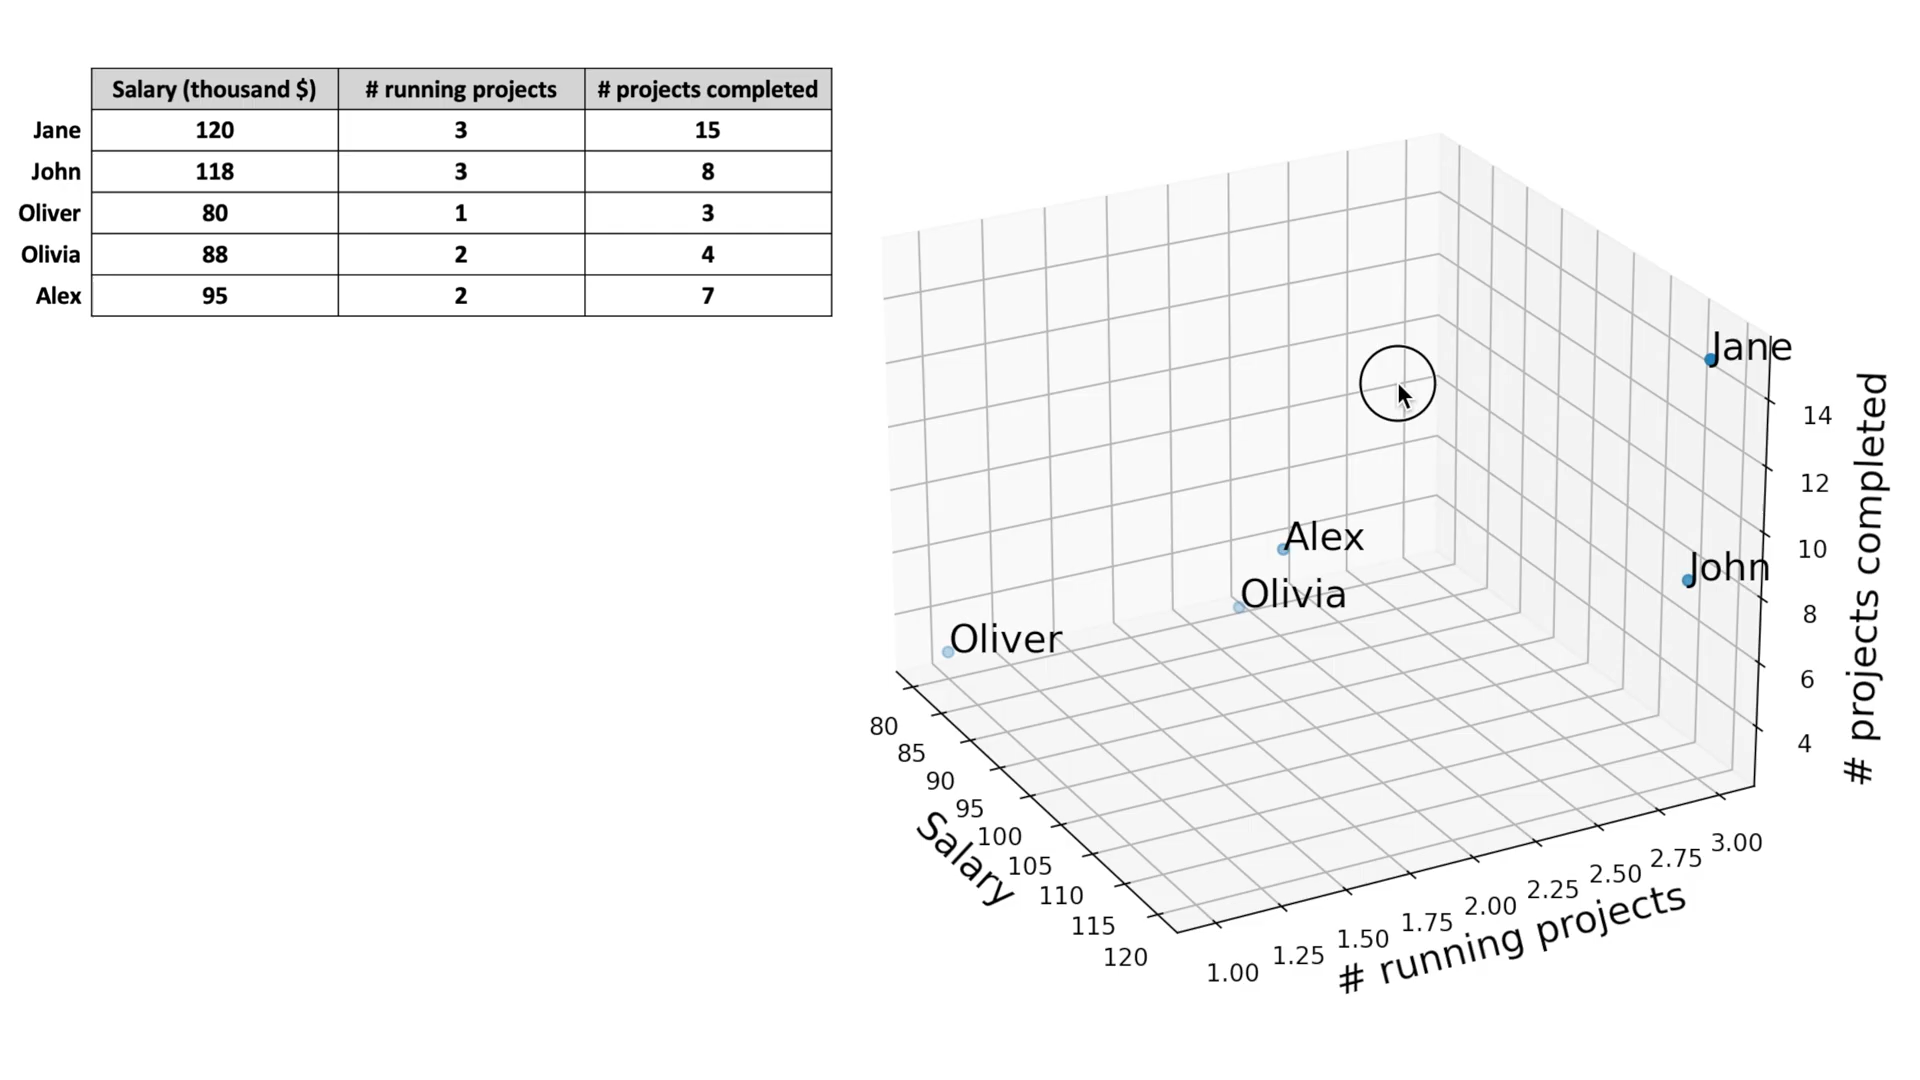 Salary (thousand $) # running projects # projects completed
Jane 120 3 15
John 118 3 8
Oliver 80 1 3
Olivia 88 2 4
Alex 95 2 7
Jane
Alex
John
Olivia
Oliver
14
12
10
8
6
4
# projects completed
80
85
90
95
100
105
110
115
120
Salary
1.00
1.25
1.50
1.75
2.00
2.25
2.50
2.75
3.00
# running projects